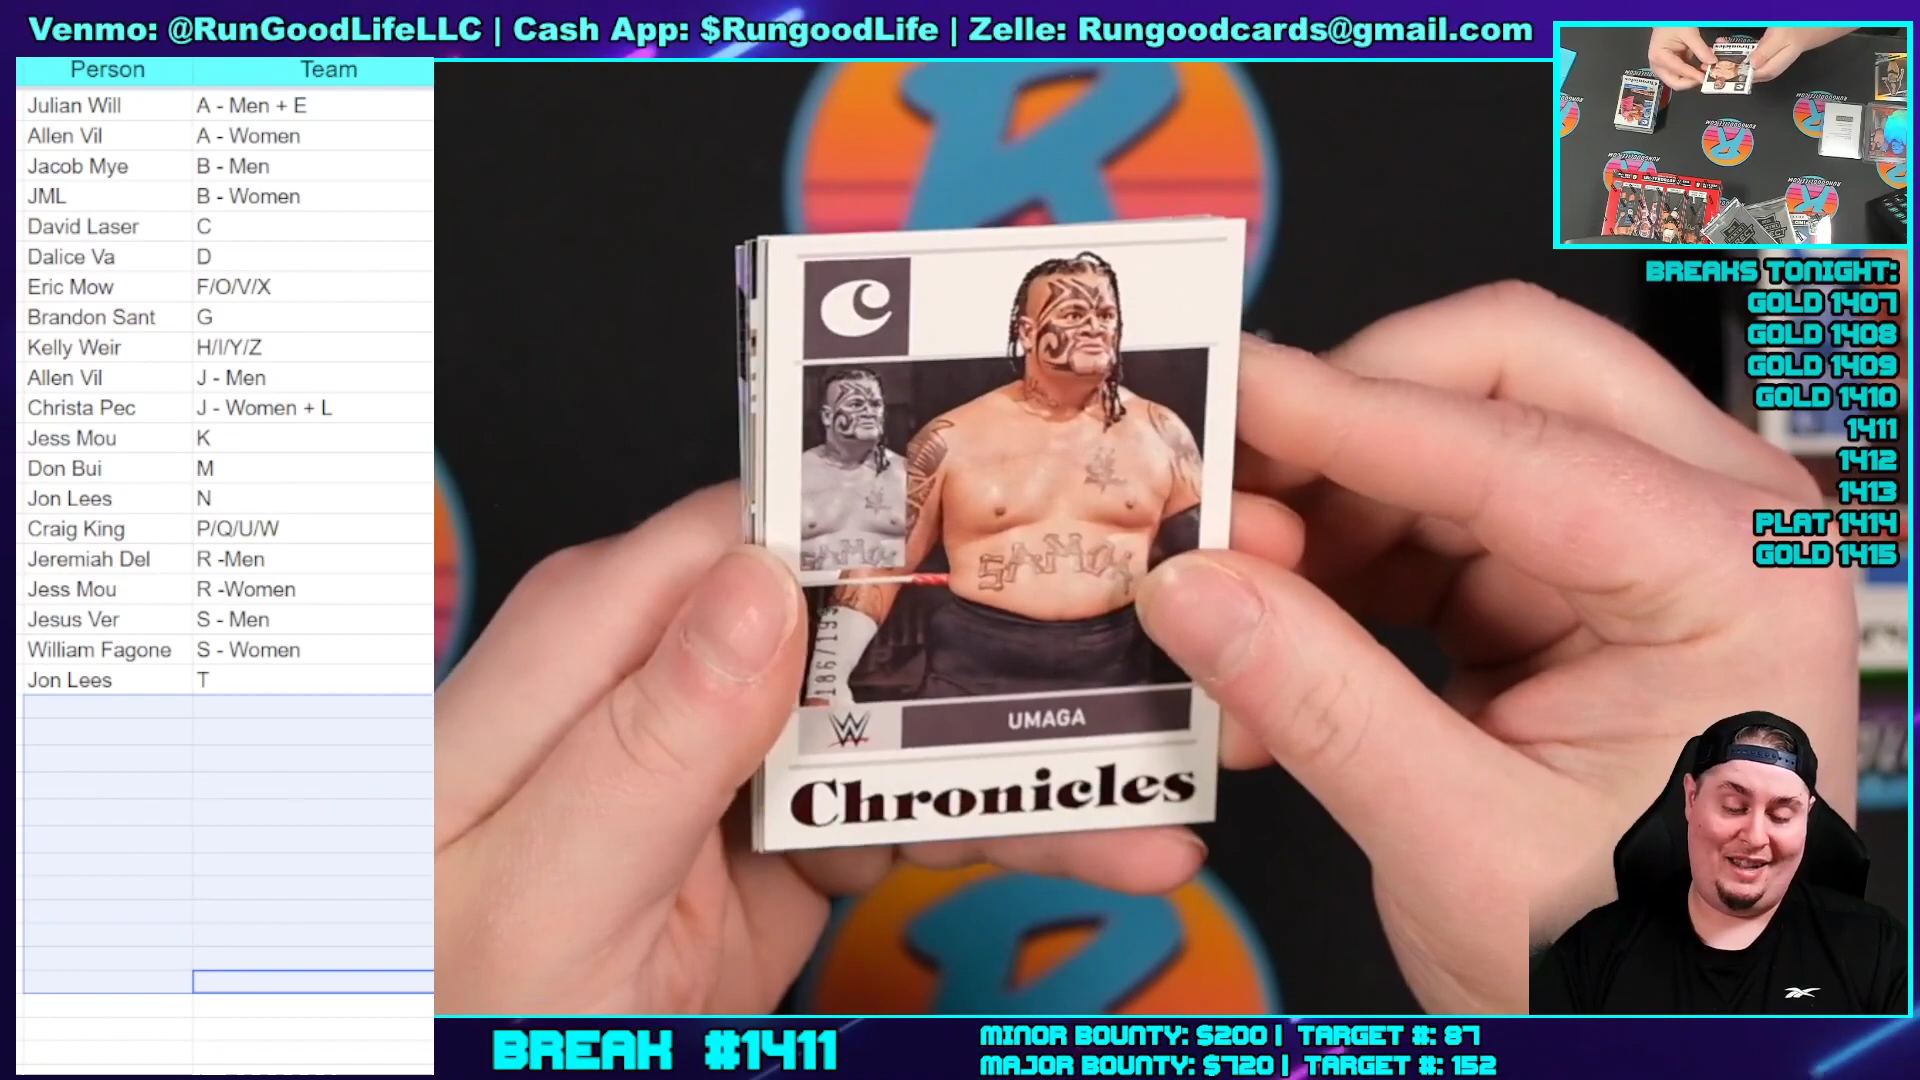 Venmo: @RunGoodLifeLLC | Cash App: $RungoodLife | Zelle: Rungoodcards@gmail.com
Person Team
Julian Will A - Men + E
Allen Vil A - Women
Jacob Mye B - Men
JML B - Women
David Laser C
Dalice Va D
Eric Mow F/O/V/X
Brandon Sant G
Kelly Weir H/I/Y/Z
Allen Vil J - Men
Christa Pec J - Women + L
Jess Mou K
Don Bui M
Jon Lees N
Craig King P/Q/U/W
Jeremiah Del R -Men
Jess Mou R -Women
Jesus Ver S - Men
William Fagone S - Women
Jon Lees T
C
SAMOA
186/199
W
UMAGA
Chronicles
BREAKS TONIGHT:
GOLD 1407
GOLD 1408
GOLD 1409
GOLD 1410
1411
1412
1413
PLAT 1414
GOLD 1415
BREAK #1411
MINOR BOUNTY: $200 | TARGET #: 87
MAJOR BOUNTY: $720 | TARGET #: 152